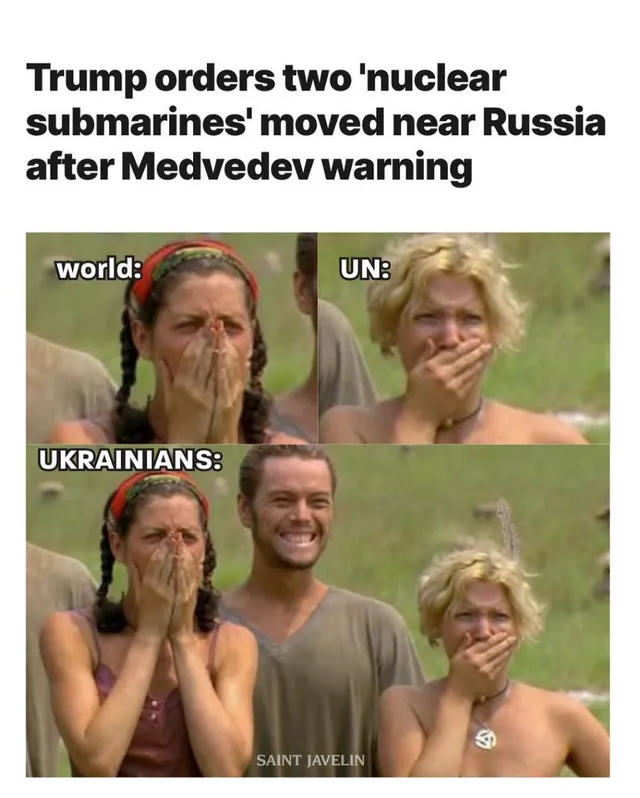 Trump orders two 'nuclear
submarines' moved near Russia
after Medvedev warning
world:
UN:
UKRAINIANS:
SAINT JAVELIN